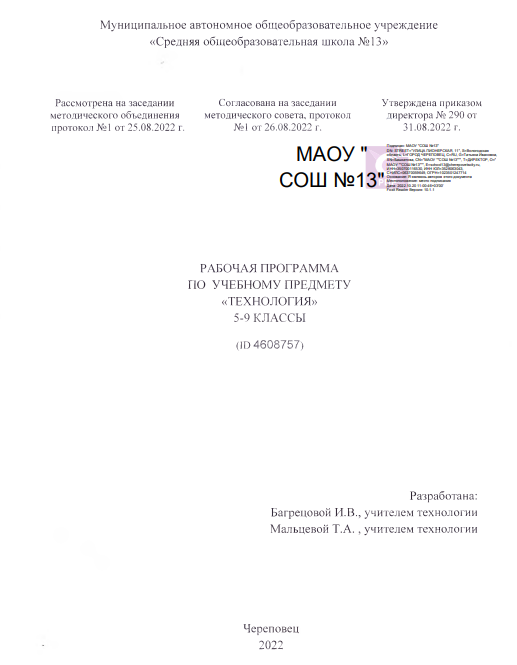 Муниципальное автономное общеобразовательное учреждение
«Средняя общеобразовательная школа №13»
Рассмотрена на заседании
методического объединения
протокол №1 от 25.08.2022 г.
Согласована на заседании
методического совета, протокол
№1 от 26.08.2022 г.
Утверждена приказом
директора № 290 от
31.08.2022 г.
МАОУ "
СОШ №13"
РАБОЧАЯ ПРОГРАММА
ПО УЧЕБНОМУ ПРЕДМЕТУ
«ТЕХНОЛОГИЯ»
5-9 КЛАССЫ
(ID 4608757)
Разработана:
Багрецовой И.В., учителем технологии
Мальцевой Т.А. , учителем технологии
Череповец
2022